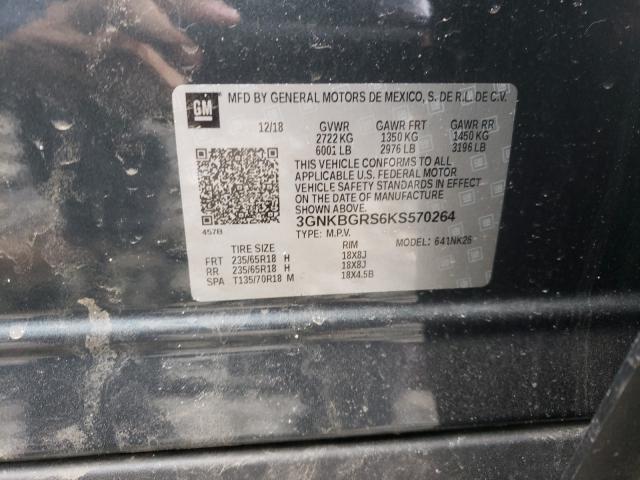 GM
MFD BY GENERAL MOTORS DE MEXICO, S. DE R.L. DE C.V.
12/18 GVWR GAWR FRT GAWR RR
2722 KG 1350 KG 1450 KG
6001 LB 2976 LB 3196 LB
THIS VEHICLE CONFORMS TO ALL
APPLICABLE U.S. FEDERAL MOTOR
VEHICLE SAFETY STANDARDS IN EFFECT
ON THE DATE OF MANUFACTURE
SHOWN ABOVE.
3GNKBGRS6KS570264
457B
TYPE: M.P.V. MODEL: 641NK26
TIRE SIZE RIM
FRT 235/65R18 H 18X8J
RR 235/65R18 H 18X8J
SPA T135/70R18 M 18X4.5B